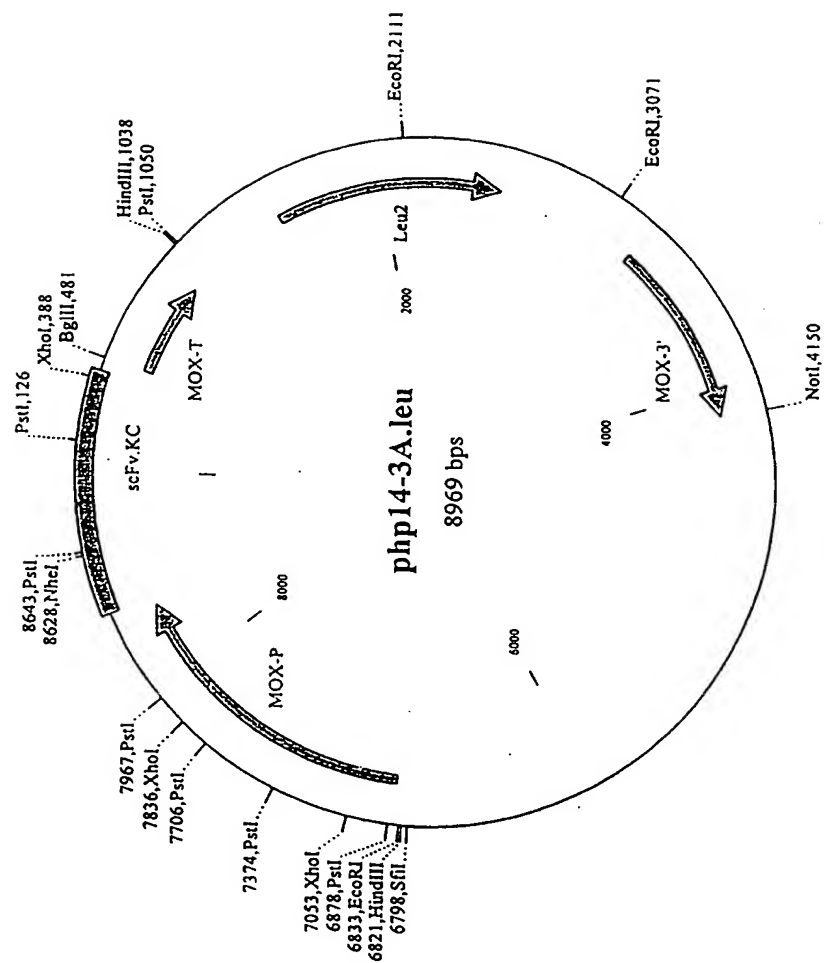 php14-3A.leu
8969 bps
PstI,126
XhoI,388
BglII,481
HindIII,1038
PstI,1050
EcoRI,2111
EcoRI,3071
NotI,4150
6798,SfiI
6821,HindIII
6833,EcoRI
6878,PstI
7053,XhoI
7374,PstI
7706,PstI
7836,XhoI
7967,PstI
8628,NheI
8643,PstI
scFv.KC
MOX-T
Leu2
MOX-3'
MOX-P
2000
4000
6000
8000